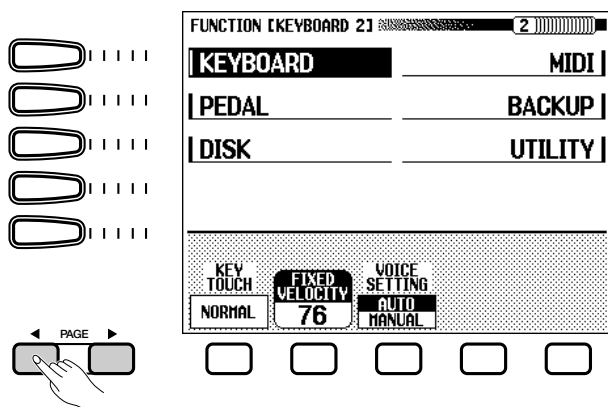 FUNCTION [KEYBOARD 2] 2
KEYBOARD MIDI
PEDAL BACKUP
DISK UTILITY
KEY TOUCH
NORMAL
FIXED VELOCITY
76
VOICE SETTING
AUTO
MANUAL
◀ PAGE ▶